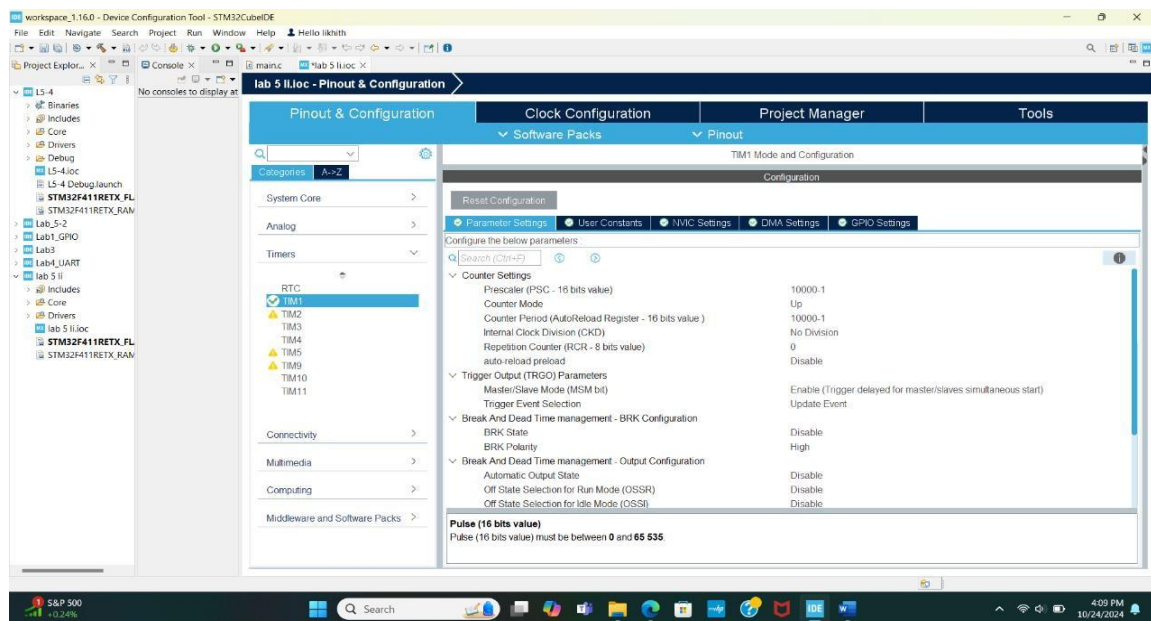 workspace_1.16.0 - Device Configuration Tool - STM32CubeIDE
File Edit Navigate Search Project Run Window Help Hello likhith
Project Explor... Console main.c *lab 5 li.ioc
No consoles to display at
L5-4
Binaries
Includes
Core
Drivers
Debug
L5-4.ioc
L5-4 Debug.launch
STM32F411RETX_FL
STM32F411RETX_RAM
Lab_5-2
Lab1_GPIO
Lab3
Lab4_UART
lab 5 li
Includes
Core
Drivers
lab 5 li.ioc
STM32F411RETX_FL
STM32F411RETX_RAM
lab 5 li.ioc - Pinout & Configuration
Pinout & Configuration Clock Configuration Project Manager Tools
Software Packs Pinout
Categories A->Z
System Core
Analog
Timers
RTC
TIM1
TIM2
TIM3
TIM4
TIM5
TIM9
TIM10
TIM11
Connectivity
Multimedia
Computing
Middleware and Software Packs
TIM1 Mode and Configuration
Configuration
Reset Configuration
Parameter Settings User Constants NVIC Settings DMA Settings GPIO Settings
Configure the below parameters :
Search (Ctrl+F)
Counter Settings
Prescaler (PSC - 16 bits value) 10000-1
Counter Mode Up
Counter Period (AutoReload Register - 16 bits value ) 10000-1
Internal Clock Division (CKD) No Division
Repetition Counter (RCR - 8 bits value) 0
auto-reload preload Disable
Trigger Output (TRGO) Parameters
Master/Slave Mode (MSM bit) Enable (Trigger delayed for master/slaves simultaneous start)
Trigger Event Selection Update Event
Break And Dead Time management - BRK Configuration
BRK State Disable
BRK Polarity High
Break And Dead Time management - Output Configuration
Automatic Output State Disable
Off State Selection for Run Mode (OSSR) Disable
Off State Selection for Idle Mode (OSSI) Disable
Pulse (16 bits value)
Pulse (16 bits value) must be between 0 and 65 535.
S&P 500
+0.24%
Search
IDE
4:09 PM
10/24/2024